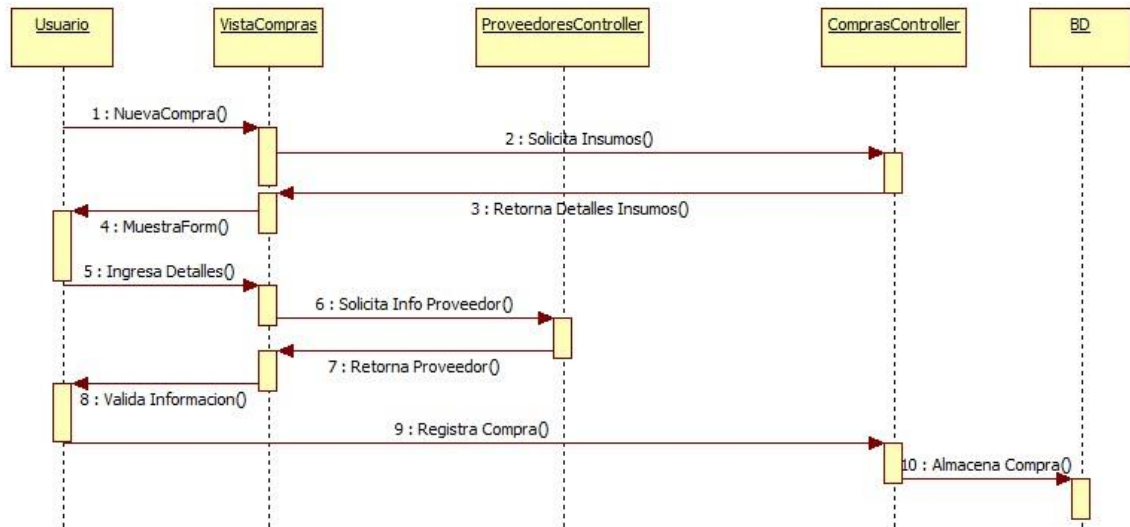 Usuario
VistaCompras
ProveedoresController
ComprasController
BD
1 : NuevaCompra()
2 : Solicita Insumos()
3 : Retorna Detalles Insumos()
4 : MuestraForm()
5 : Ingresa Detalles()
6 : Solicita Info Proveedor()
7 : Retorna Proveedor()
8 : Valida Informacion()
9 : Registra Compra()
10 : Almacena Compra()